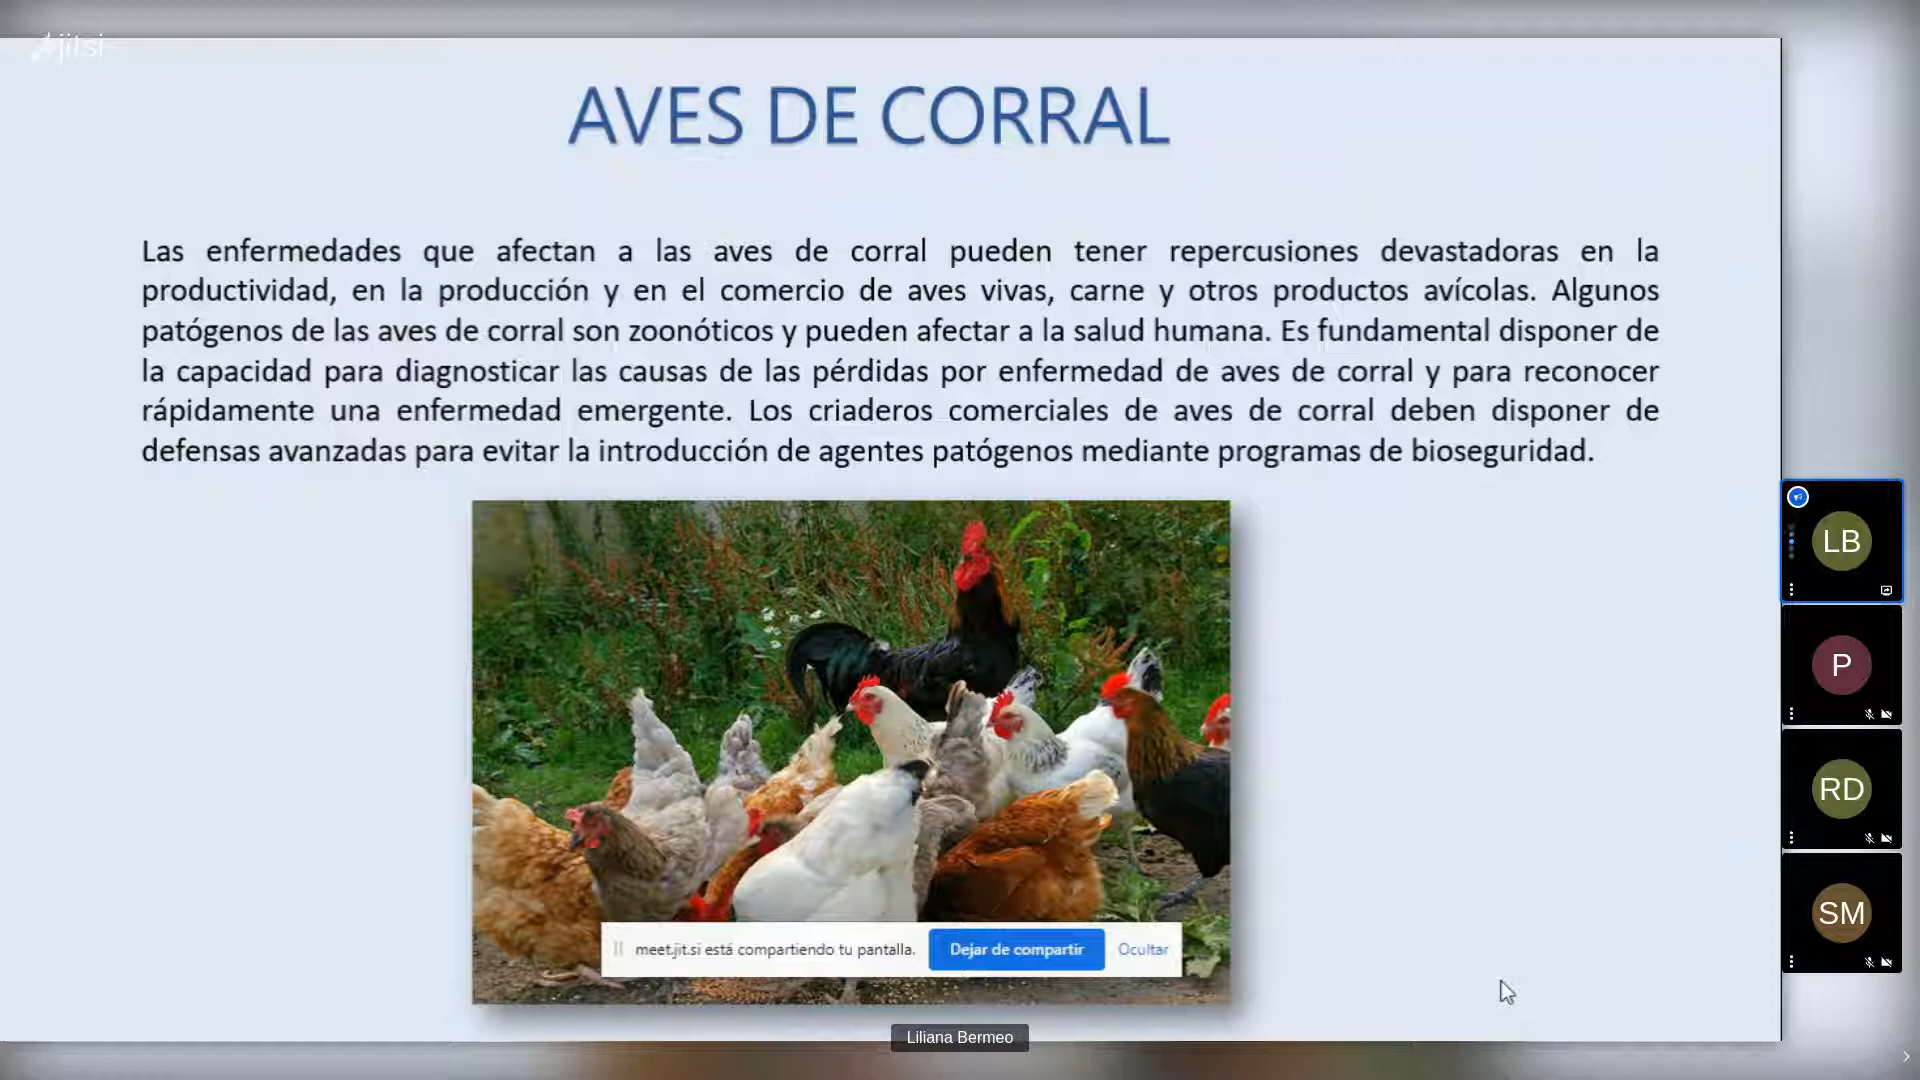 jit.si
AVES DE CORRAL
Las enfermedades que afectan a las aves de corral pueden tener repercusiones devastadoras en la
productividad, en la producción y en el comercio de aves vivas, carne y otros productos avícolas. Algunos
patógenos de las aves de corral son zoonóticos y pueden afectar a la salud humana. Es fundamental disponer de
la capacidad para diagnosticar las causas de las pérdidas por enfermedad de aves de corral y para reconocer
rápidamente una enfermedad emergente. Los criaderos comerciales de aves de corral deben disponer de
defensas avanzadas para evitar la introducción de agentes patógenos mediante programas de bioseguridad.
LB
P
RD
SM
meet.jit.si está compartiendo tu pantalla. Dejar de compartir Ocultar
Liliana Bermeo